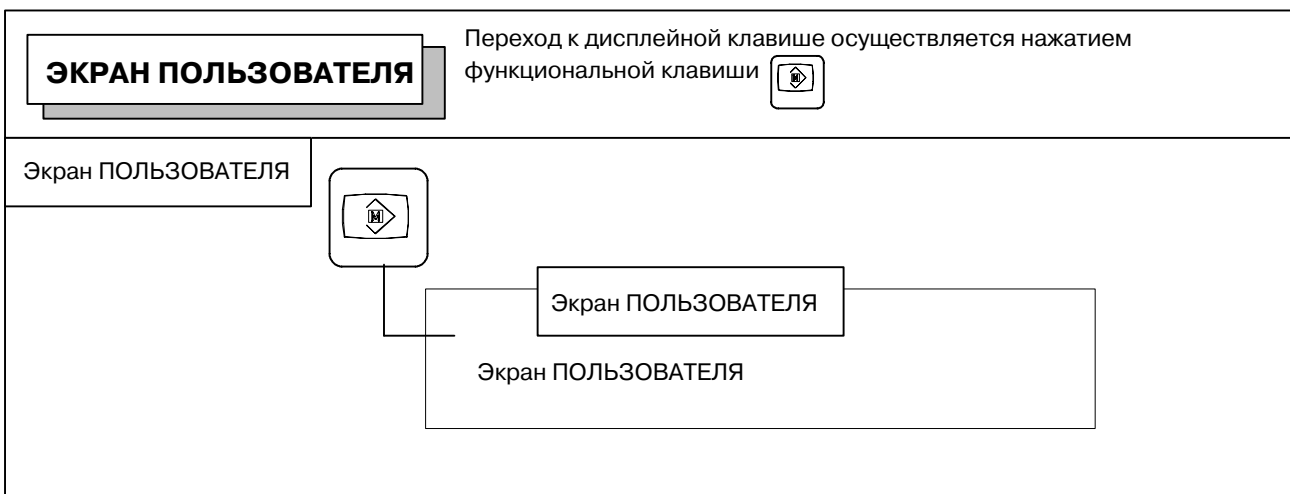 ЭКРАН ПОЛЬЗОВАТЕЛЯ
Переход к дисплейной клавише осуществляется нажатием
функциональной клавиши M
Экран ПОЛЬЗОВАТЕЛЯ
M
Экран ПОЛЬЗОВАТЕЛЯ
Экран ПОЛЬЗОВАТЕЛЯ